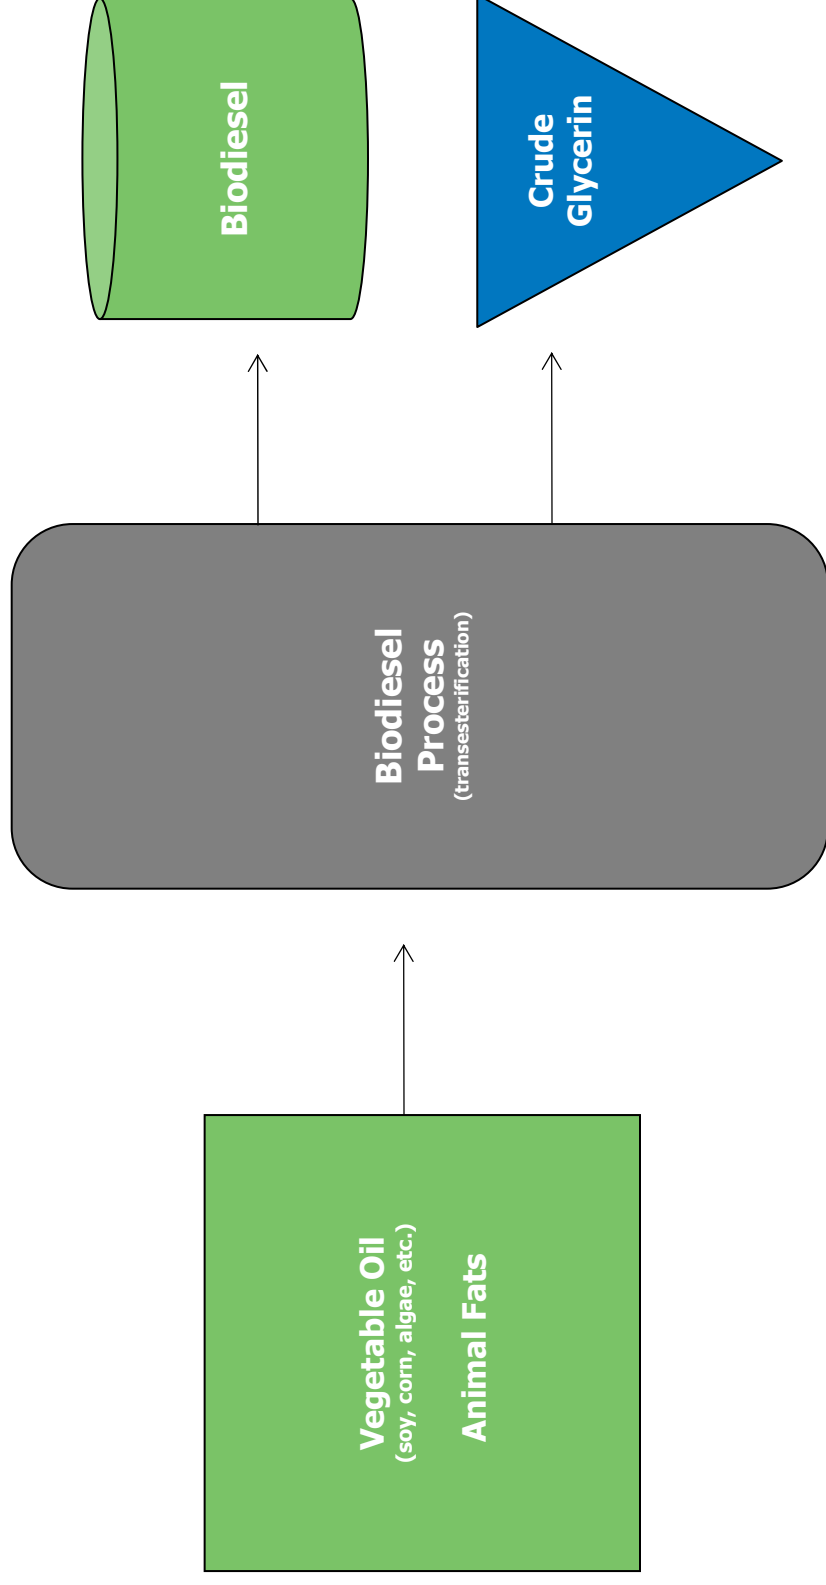 Vegetable Oil
(soy, corn, algae, etc.)
Animal Fats
Biodiesel
Process
(transesterification)
Biodiesel
Crude
Glycerin